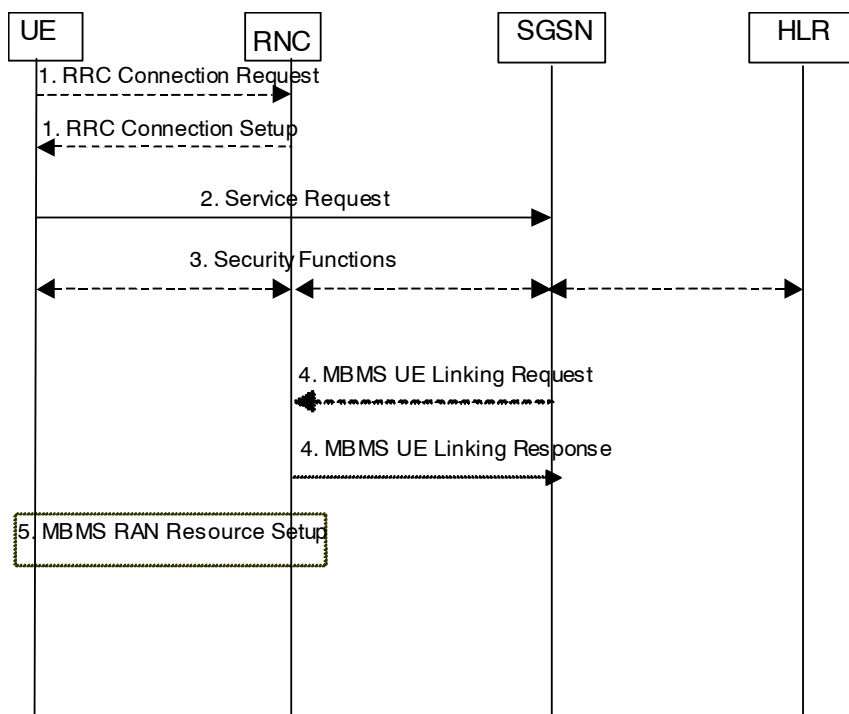 UE
RNC
SGSN
HLR
1. RRC Connection Request
1. RRC Connection Setup
2. Service Request
3. Security Functions
4. MBMS UE Linking Request
4. MBMS UE Linking Response
5. MBMS RAN Resource Setup